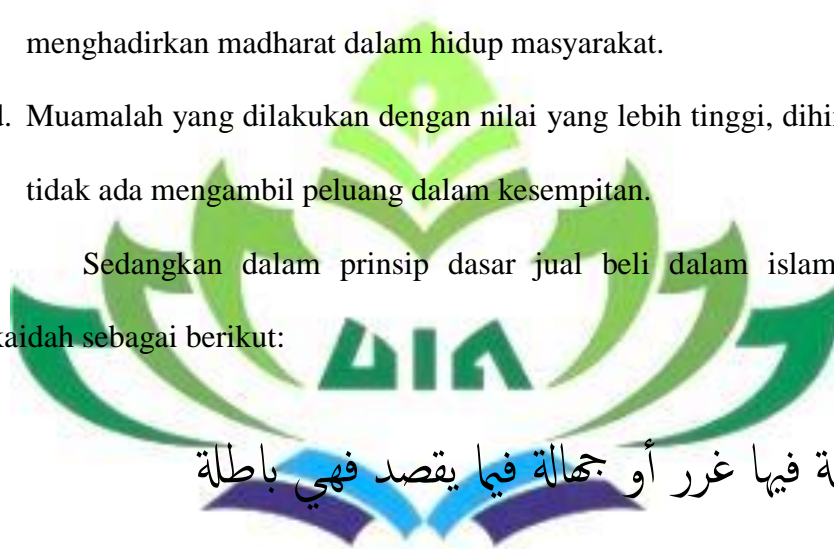 menghadirkan madharat dalam hidup masyarakat.
Muamalah yang dilakukan dengan nilai yang lebih tinggi,
tidak ada mengambil peluang dalam kesempitan.
Sedangkan dalam prinsip dasar jual beli dalam islam
kaidah sebagai berikut:
UIN
فيها غرر أو جهالة فيما يقصد فهي باطلة